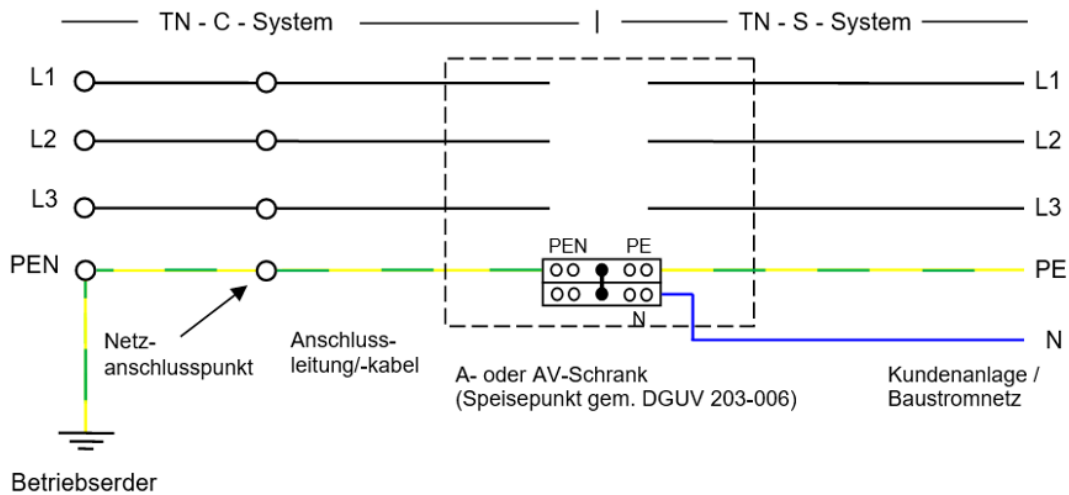 TN - C - System
TN - S - System
L1
L1
L2
L2
L3
L3
PEN
PEN
PE
PE
N
N
Netz-
anschlusspunkt
Anschluss-
leitung/-kabel
A- oder AV-Schrank
(Speisepunkt gem. DGUV 203-006)
Kundenanlage /
Baustromnetz
Betriebserder